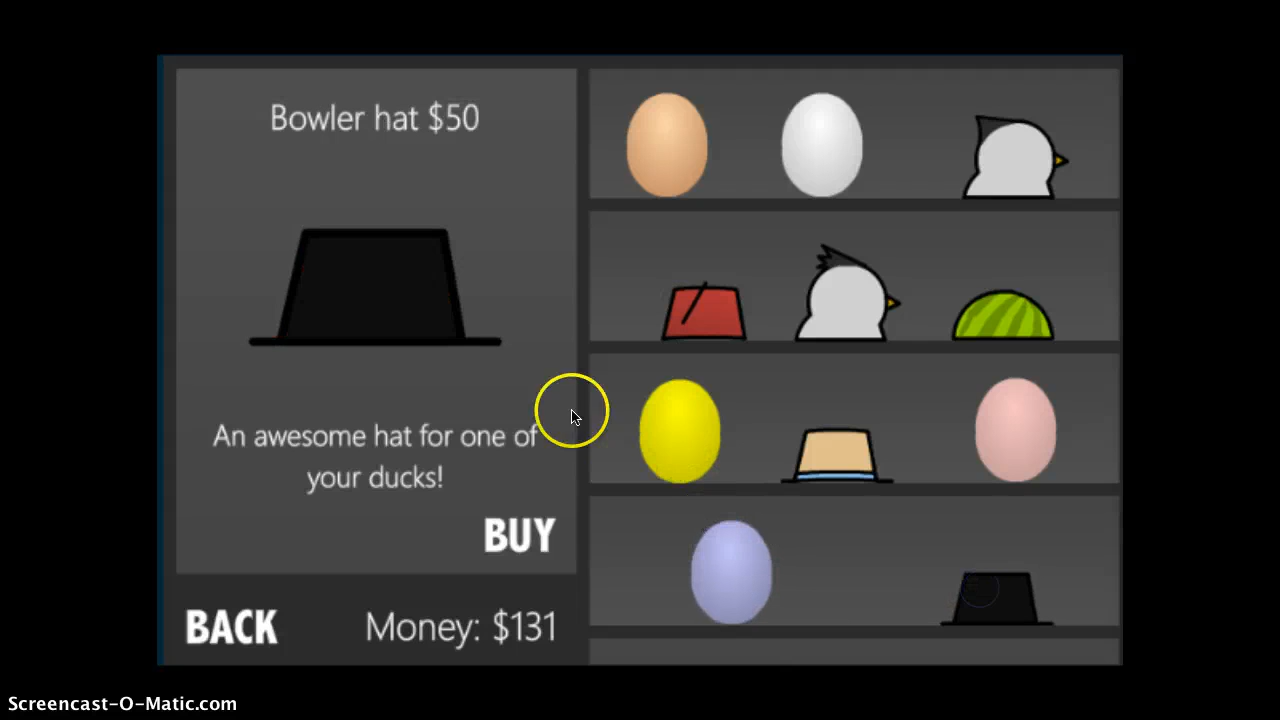 Bowler hat $50
An awesome hat for one of
your ducks!
BUY
BACK
Money: $131
Screencast-O-Matic.com